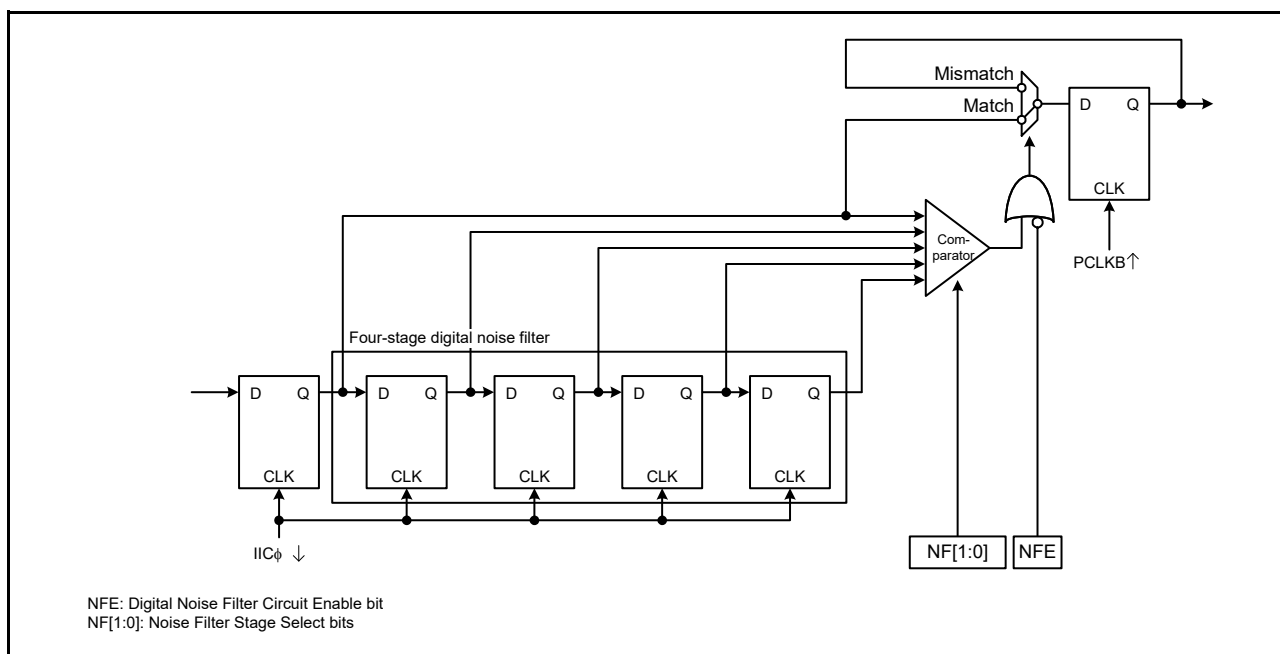 Mismatch
Match
D Q
CLK
PCLKB↑
Com-
parator
Four-stage digital noise filter
D Q D Q D Q D Q D Q
CLK CLK CLK CLK CLK
IICϕ ↓
NF[1:0] NFE
NFE: Digital Noise Filter Circuit Enable bit
NF[1:0]: Noise Filter Stage Select bits